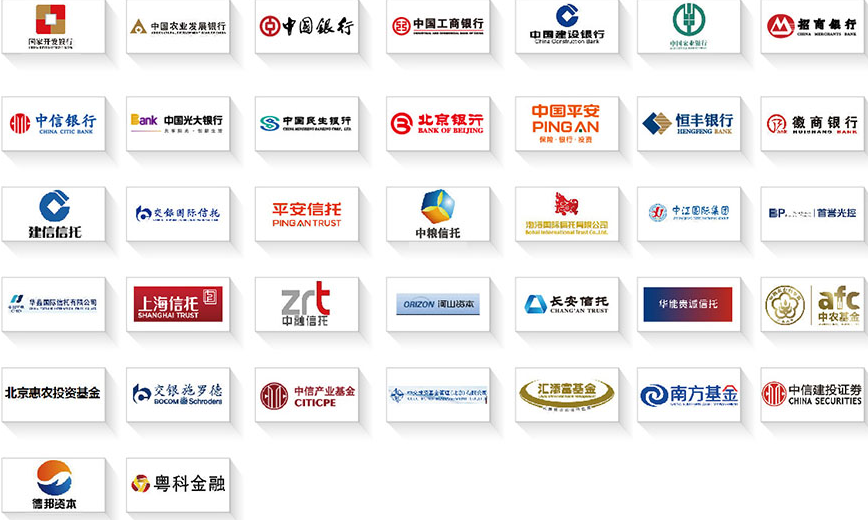 国家开发银行
中国农业发展银行
AGRICULTURAL DEVELOPMENT BANK OF CHINA
中国银行
中国工商银行
INDUSTRIAL AND COMMERCIAL BANK OF CHINA
中国建设银行
China Construction Bank
中国农业银行
招商银行
CHINA MERCHANTS BANK
中信银行
CHINA CITIC BANK
Bank 中国光大银行
中国民生银行
CHINA MINSHENG BANKING CORP., LTD.
北京银行
BANK OF BEIJING
中国平安
PING AN
保险·银行·投资
恒丰银行
HENGFENG BANK
徽商银行
HUISHANG BANK
建信信托
交银国际信托
平安信托
PING AN TRUST
中粮信托
渤海国际信托有限公司
Bohai International Trust Co.,Ltd.
中江国际集团
首誉光控
华鑫国际信托有限公司
上海信托
SHANGHAI TRUST
zrt
中融信托
ORIZON 河山资本
长安信托
CHANG'AN TRUST
华能贵诚信托
afc
中农基金
北京惠农投资基金
交银施罗德
BOCOM Schroders
中信产业基金
CITICPE
汇添富基金
南方基金
中信建投证券
CHINA SECURITIES
德邦资本
粤科金融